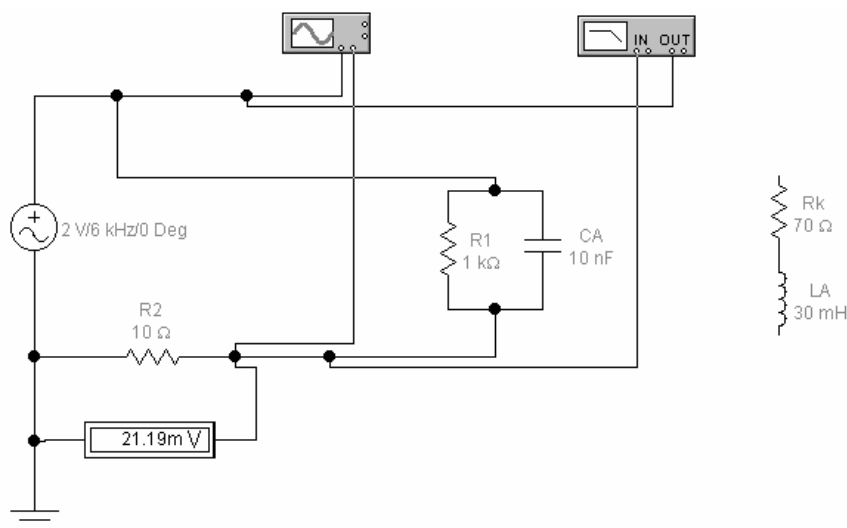 IN OUT
2 V/6 kHz/0 Deg
R1
1 kΩ
CA
10 nF
Rk
70 Ω
LA
30 mH
R2
10 Ω
21.19m V